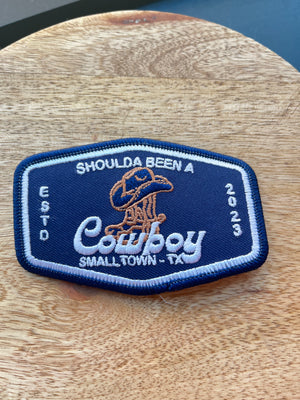 SHOULDA BEEN A
ESTD
2023
Cowboy
SMALLTOWN - TX